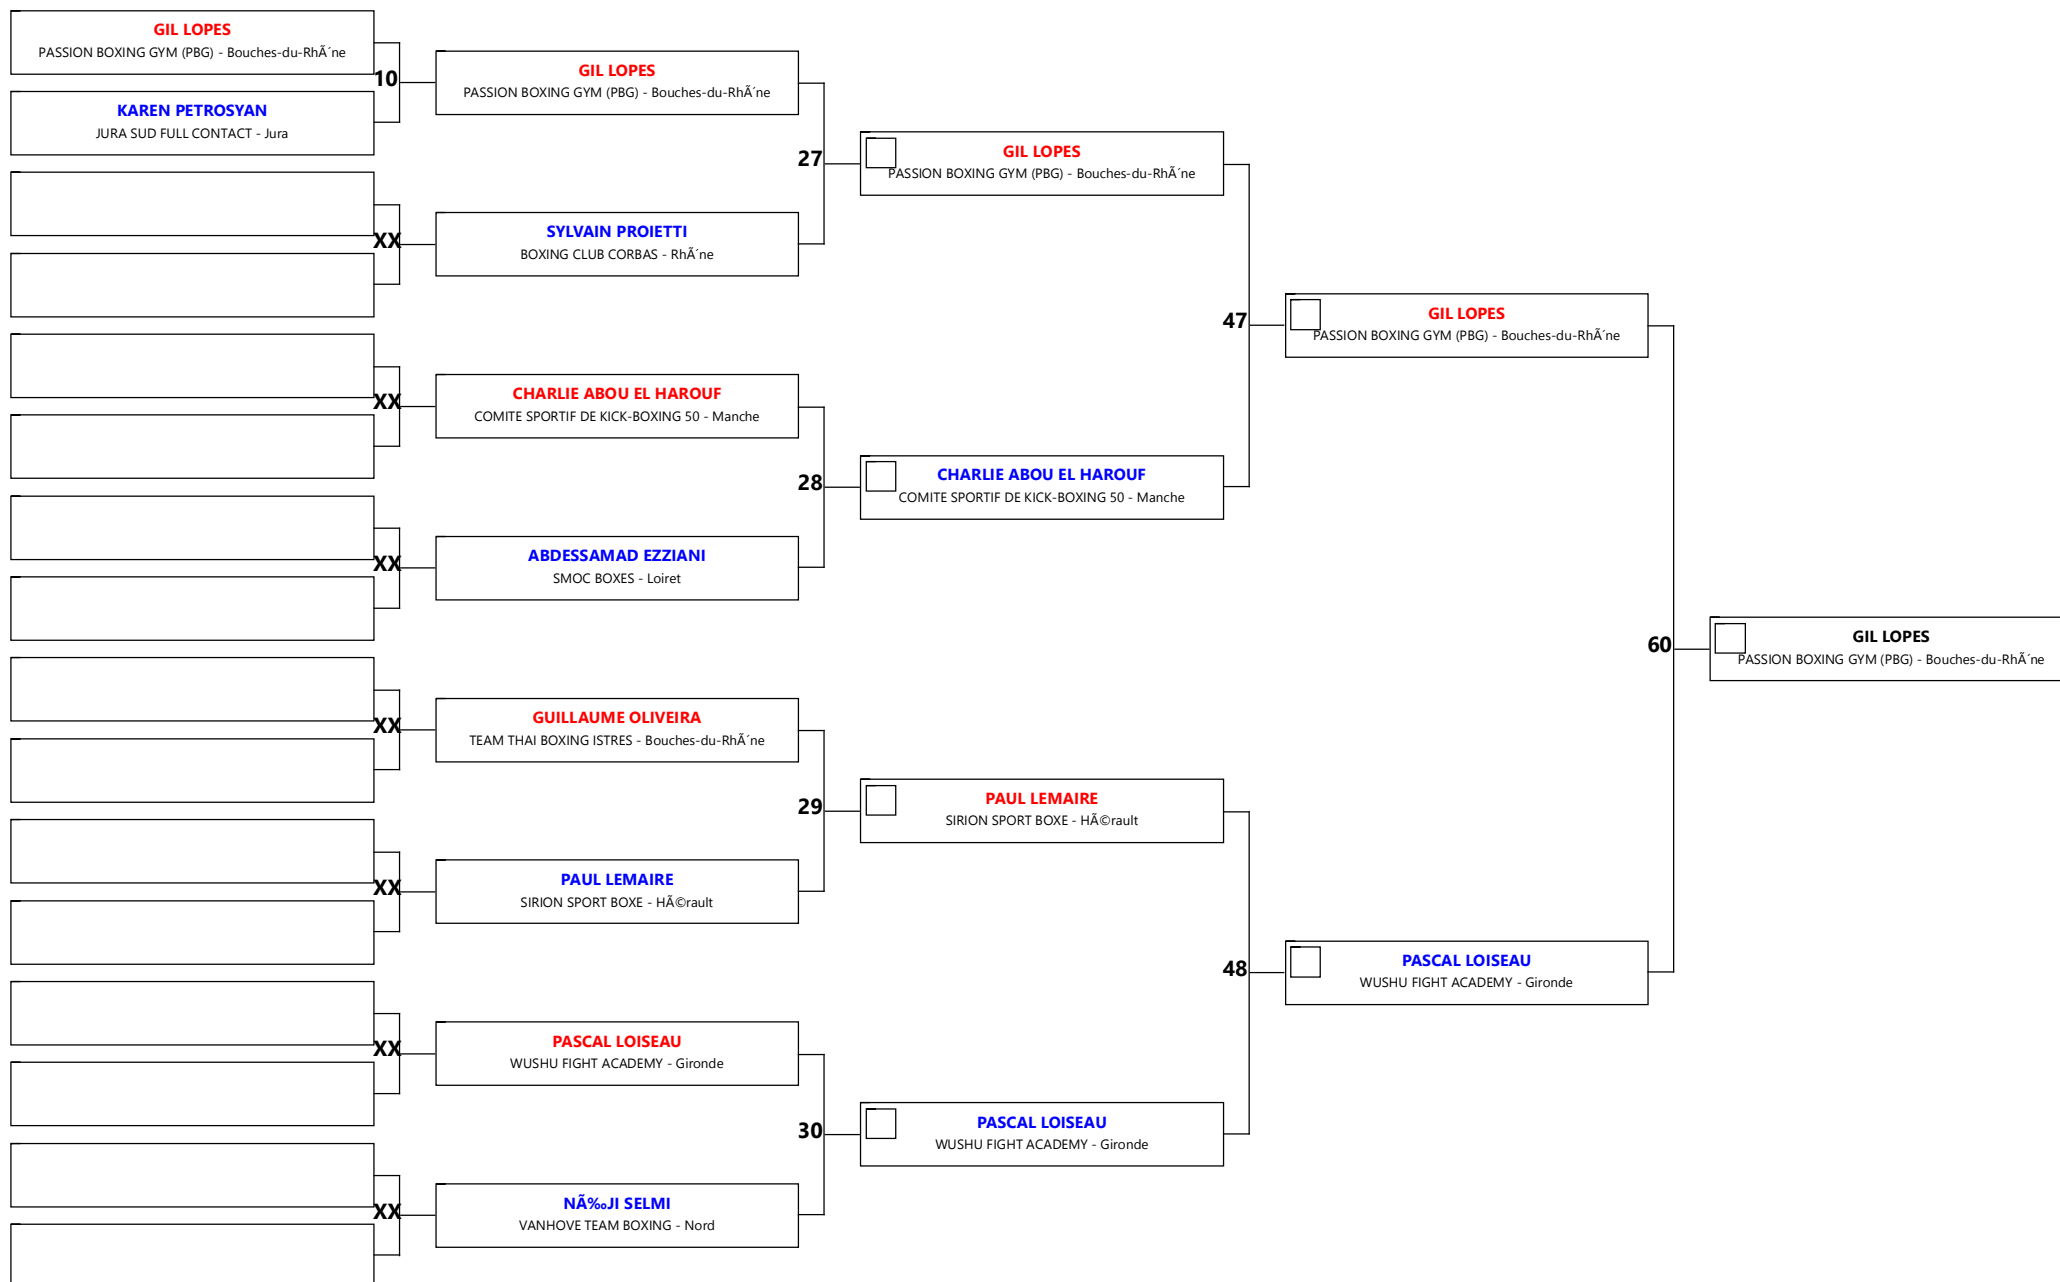 GIL LOPES
PASSION BOXING GYM (PBG) - Bouches-du-RhÃ´ne
10
KAREN PETROSYAN
JURA SUD FULL CONTACT - Jura
XX
XX
XX
XX
XX
XX
XX
GIL LOPES
PASSION BOXING GYM (PBG) - Bouches-du-RhÃ´ne
27
SYLVAIN PROIETTI
BOXING CLUB CORBAS - RhÃ´ne
CHARLIE ABOU EL HAROUF
COMITE SPORTIF DE KICK-BOXING 50 - Manche
28
ABDESSAMAD EZZIANI
SMOC BOXES - Loiret
GUILLAUME OLIVEIRA
TEAM THAI BOXING ISTRES - Bouches-du-RhÃ´ne
29
PAUL LEMAIRE
SIRION SPORT BOXE - HÃ©rault
PASCAL LOISEAU
WUSHU FIGHT ACADEMY - Gironde
30
NÃ‰JI SELMI
VANHOVE TEAM BOXING - Nord
GIL LOPES
PASSION BOXING GYM (PBG) - Bouches-du-RhÃ´ne
47
CHARLIE ABOU EL HAROUF
COMITE SPORTIF DE KICK-BOXING 50 - Manche
PAUL LEMAIRE
SIRION SPORT BOXE - HÃ©rault
48
PASCAL LOISEAU
WUSHU FIGHT ACADEMY - Gironde
GIL LOPES
PASSION BOXING GYM (PBG) - Bouches-du-RhÃ´ne
60
PASCAL LOISEAU
WUSHU FIGHT ACADEMY - Gironde
GIL LOPES
PASSION BOXING GYM (PBG) - Bouches-du-RhÃ´ne